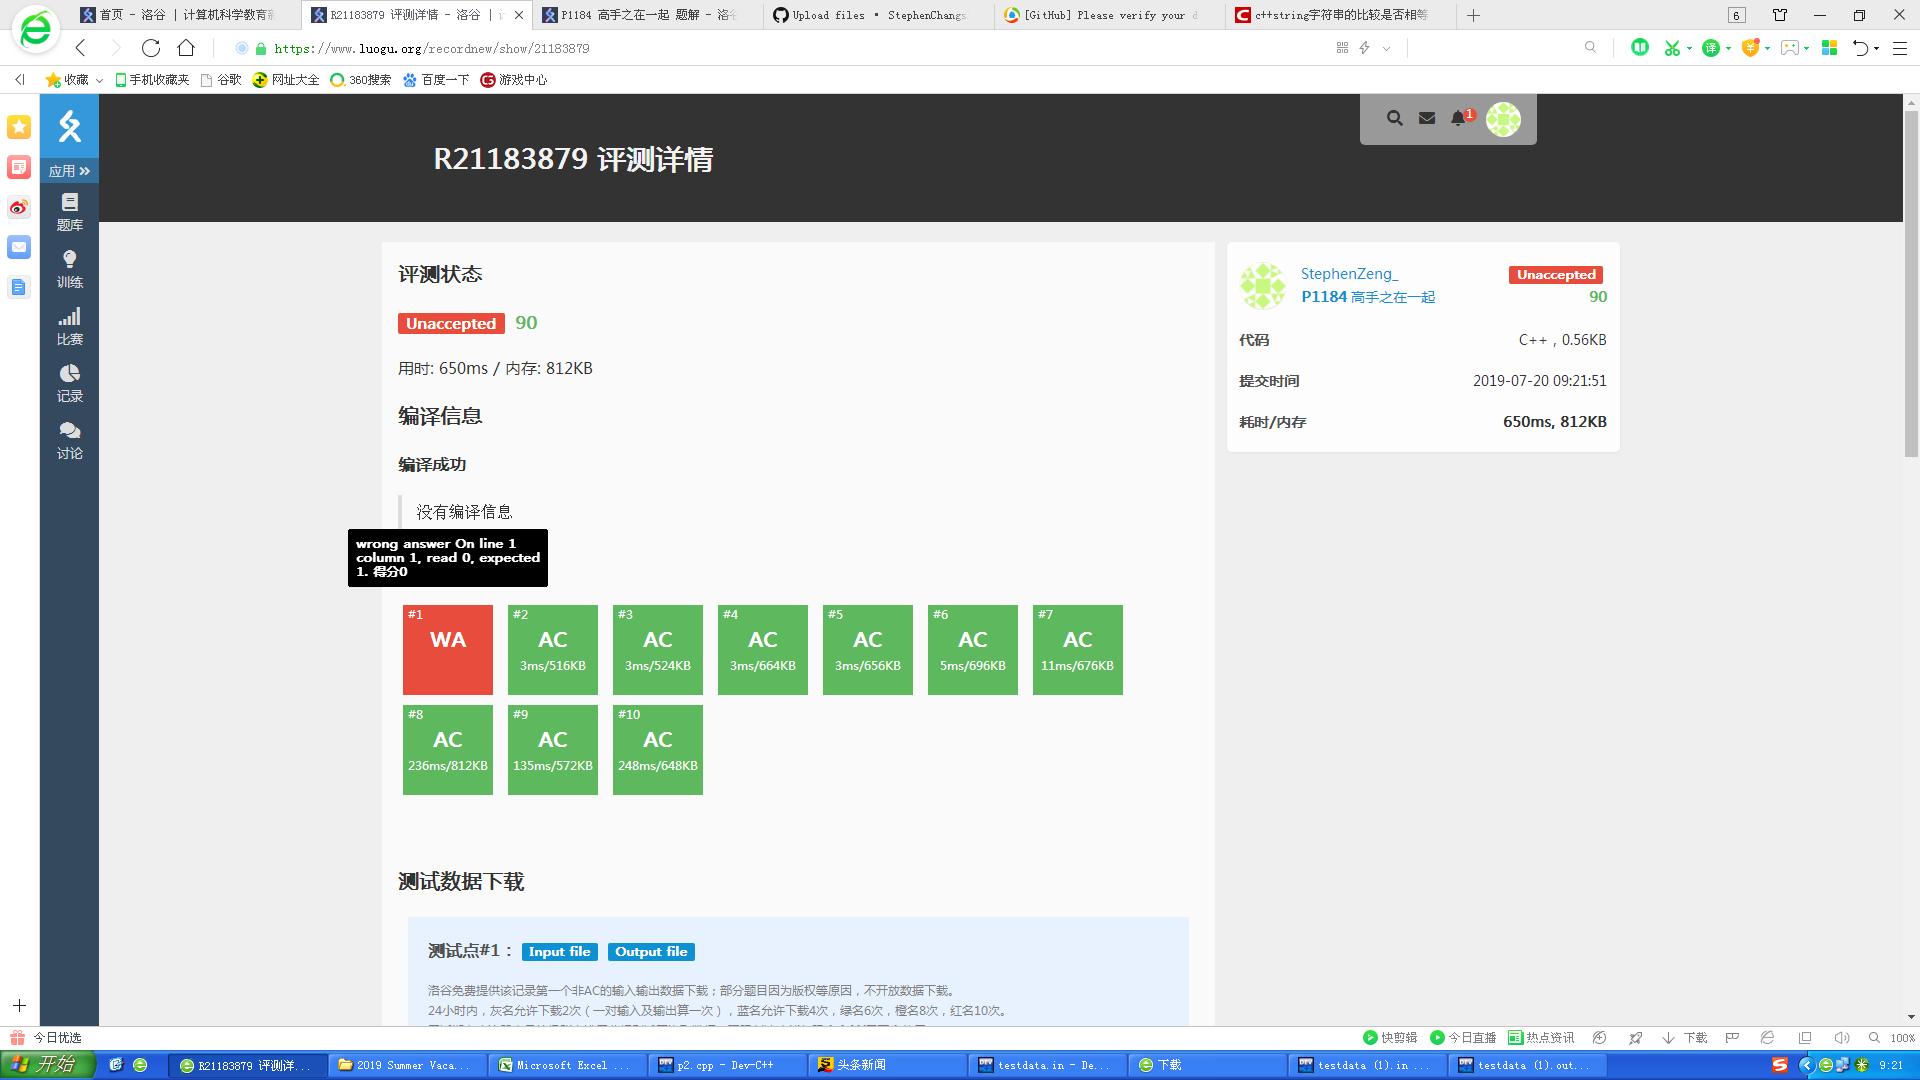 首页 - 洛谷 | 计算机科学教育新
R21183879 评测详情 - 洛谷 |
P1184 高手之在一起 题解 - 洛谷
Upload files · StephenChangs
[GitHub] Please verify your d
c++string字符串的比较是否相等
6
https://www.luogu.org/recordnew/show/21183879
收藏
手机收藏夹
谷歌
网址大全
360搜索
百度一下
游戏中心
应用
题库
训练
比赛
记录
讨论
R21183879 评测详情
1
评测状态
Unaccepted 90
用时: 650ms / 内存: 812KB
编译信息
编译成功
没有编译信息
wrong answer On line 1
column 1, read 0, expected
1. 得分0
#1 WA
#2 AC 3ms/516KB
#3 AC 3ms/524KB
#4 AC 3ms/664KB
#5 AC 3ms/656KB
#6 AC 5ms/696KB
#7 AC 11ms/676KB
#8 AC 236ms/812KB
#9 AC 135ms/572KB
#10 AC 248ms/648KB
测试数据下载
测试点#1： Input file Output file
洛谷免费提供该记录第一个非AC的输入输出数据下载；部分题目因为版权等原因，不开放数据下载。
24小时内，灰名允许下载2次（一对输入及输出算一次），蓝名允许下载4次，绿名6次，橙名8次，红名10次。
StephenZeng_ Unaccepted
P1184 高手之在一起 90
代码 C++，0.56KB
提交时间 2019-07-20 09:21:51
耗时/内存 650ms, 812KB
今日优选
快剪辑
今日直播
热点资讯
下载
100%
开始
R21183879 评测详...
2019 Summer Vaca...
Microsoft Excel ...
p2.cpp - Dev-C++
头条新闻
testdata.in - De...
下载
testdata (1).in ...
testdata (1).out...
9:21